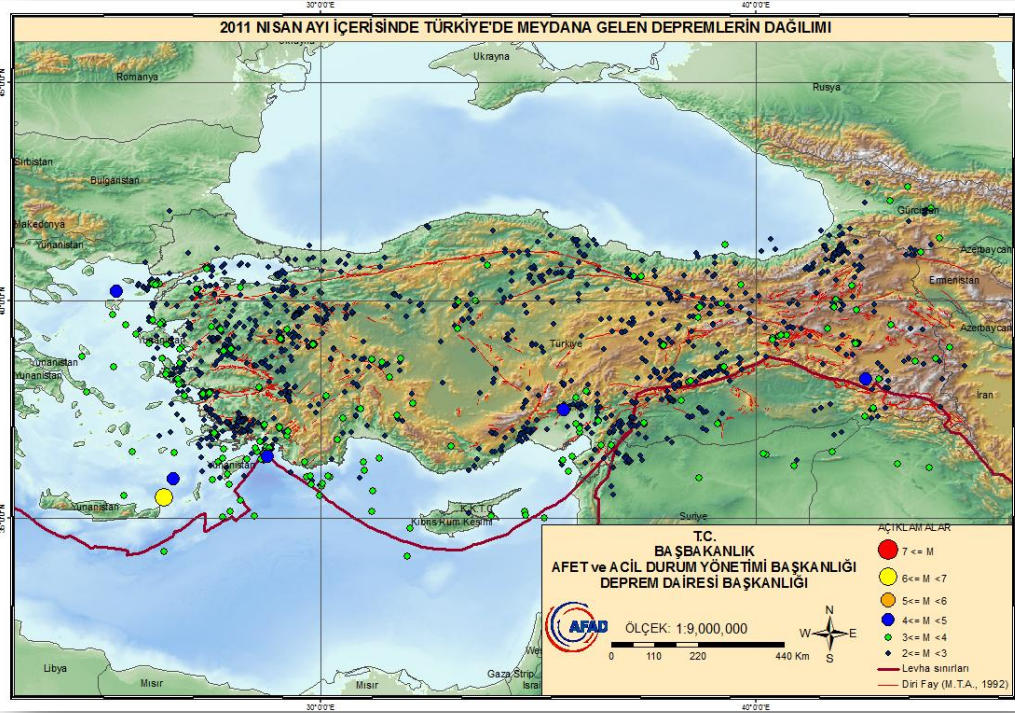 30°0'0"E
40°0'0"E
2011 NISAN AYI İÇERİSİNDE TÜRKİYE'DE MEYDANA GELEN DEPREMLERİN DAĞILIMI
Ukrayna
Romanya
Rusya
Sırbistan
Bulgaristan
Makedonya
Yunanistan
Gürcistan
Azerbaycan
Ermenistan
Azerbaycan
Yunanistan
Türkiye
Yunanistan
Yunanistan
İran
Yunanistan
Yunanistan
K.K.T.C
Kıbrıs Rum Kesimi
Suriye
Libya
Mısır
Mısır
Gaza Strip
T.C.
BAŞBAKANLIK
AFET ve ACİL DURUM YÖNETİMİ BAŞKANLIĞI
DEPREM DAİRESİ BAŞKANLIĞI
AFAD
ÖLÇEK: 1:9,000,000
0 110 220 440 Km
N
W E
S
AÇIKLAMALAR
7 <= M
6<= M <7
5<= M <6
4<= M <5
3<= M <4
2<= M <3
Levha sınırları
Diri Fay (M.T.A., 1992)
30°0'0"E
40°0'0"E